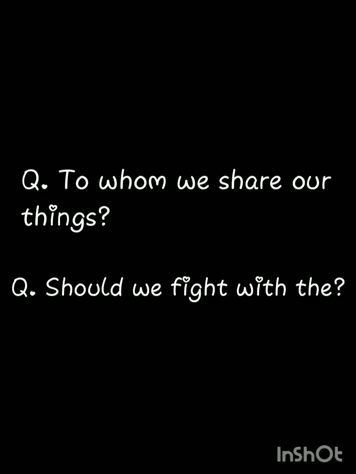 Q. To whom we share our
things?
Q. Should we fight with the?
InShOt